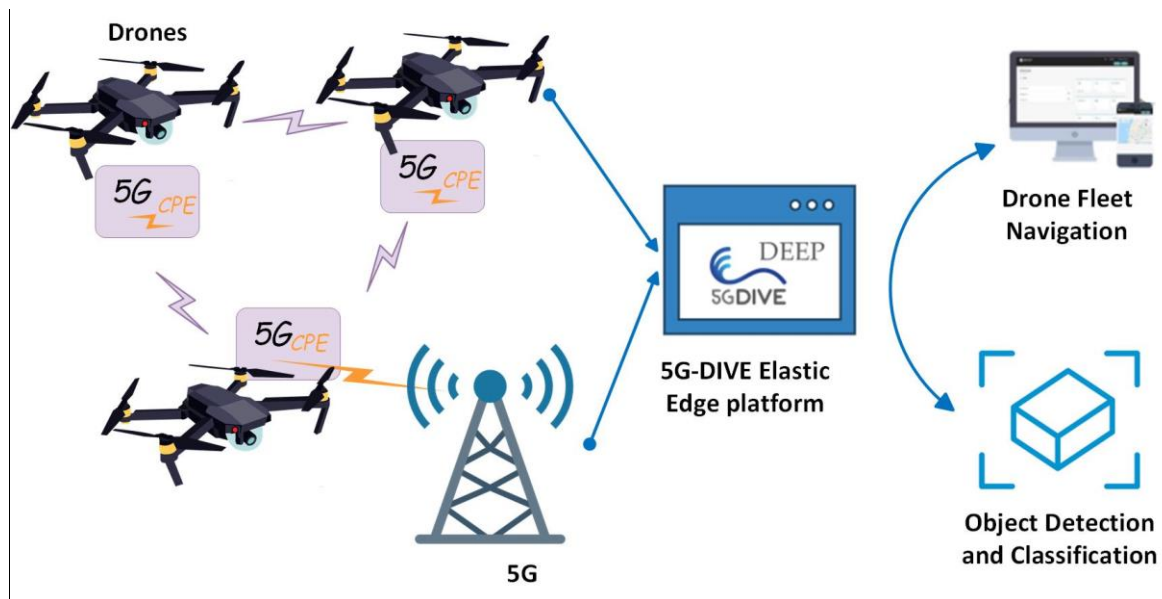 Drones
5G CPE
5G CPE
5G CPE
5G
DEEP
5GDIVE
5G-DIVE Elastic
Edge platform
Drone Fleet
Navigation
Object Detection
and Classification